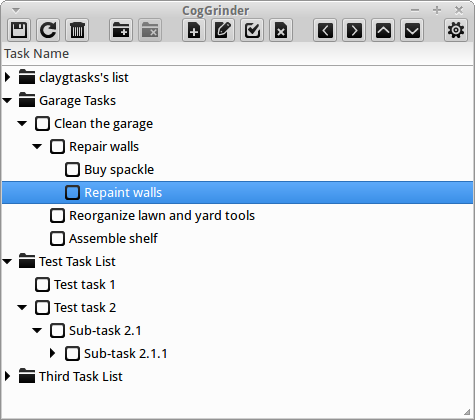 CogGrinder
Task Name
claygtasks's list
Garage Tasks
Clean the garage
Repair walls
Buy spackle
Repaint walls
Reorganize lawn and yard tools
Assemble shelf
Test Task List
Test task 1
Test task 2
Sub-task 2.1
Sub-task 2.1.1
Third Task List